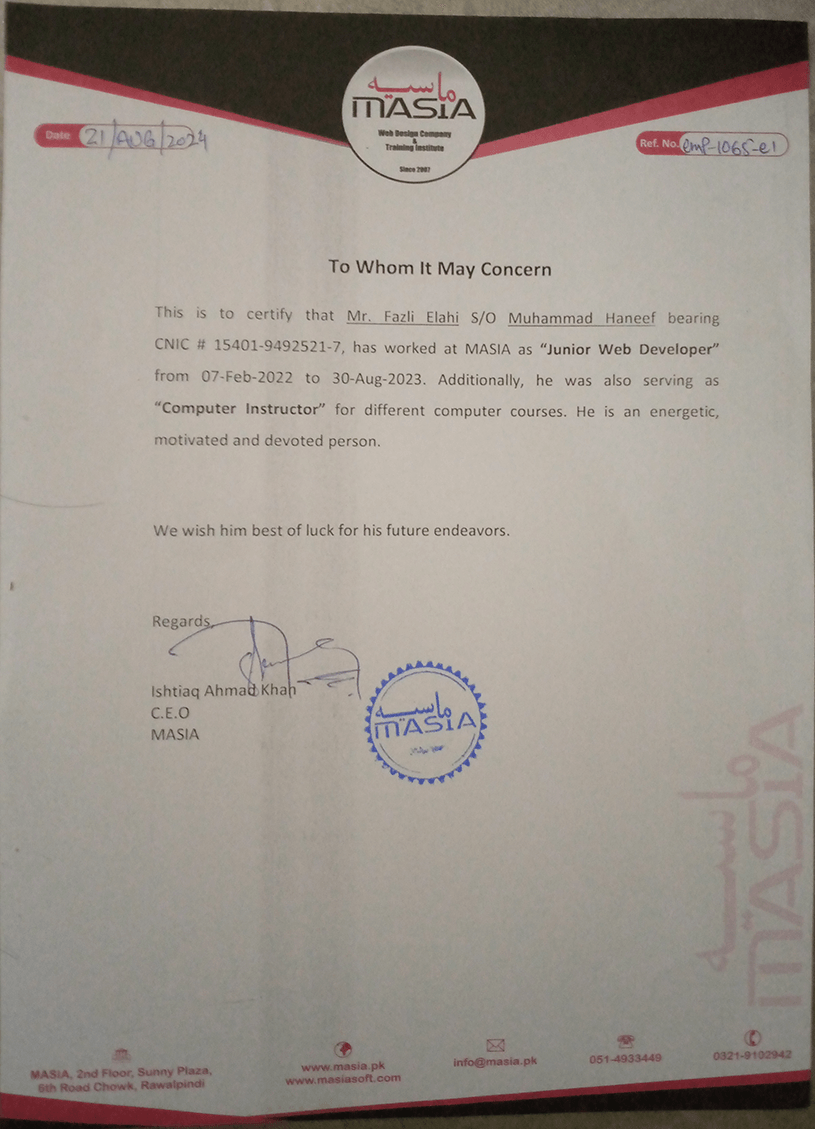 ماسیه
MASIA
Web Design Company
&
Training Institute
Since 2007
Date 21/AUG/2024
Ref. No. emp-1065-e1
To Whom It May Concern
This is to certify that Mr. Fazli Elahi S/O Muhammad Haneef bearing
CNIC # 15401-9492521-7, has worked at MASIA as “Junior Web Developer”
from 07-Feb-2022 to 30-Aug-2023. Additionally, he was also serving as
“Computer Instructor” for different computer courses. He is an energetic,
motivated and devoted person.
We wish him best of luck for his future endeavors.
Regards,
Ishtiaq Ahmad Khan
C.E.O
MASIA
ماسیه
MASIA
ماسیه
MASIA
MASIA, 2nd Floor, Sunny Plaza,
6th Road Chowk, Rawalpindi
www.masia.pk
www.masiasoft.com
info@masia.pk
051-4933449
0321-9102942